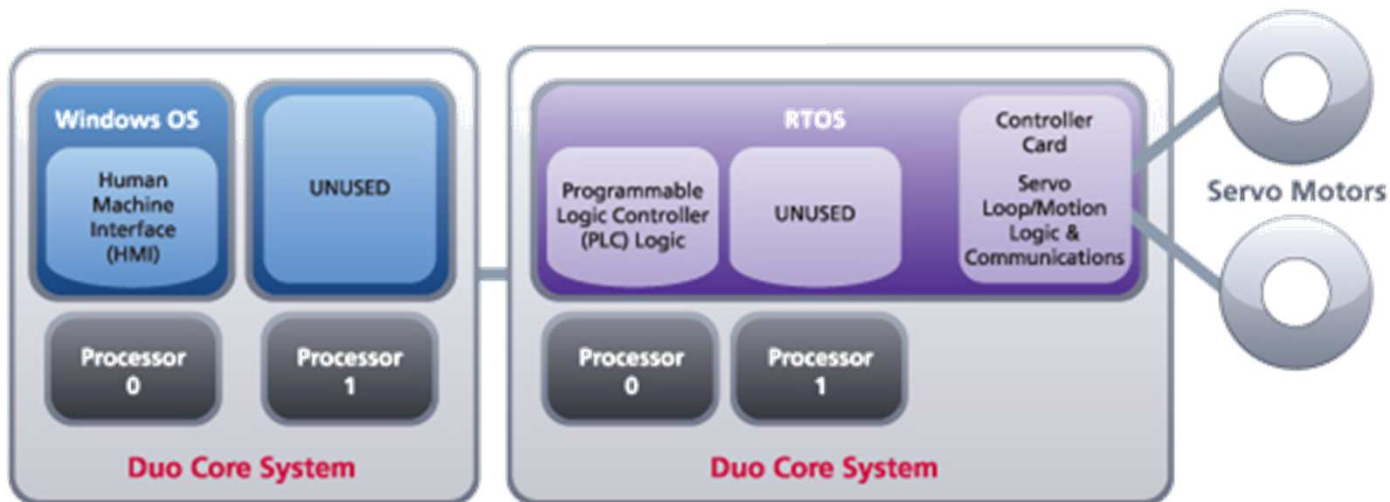 Windows OS
Human
Machine
Interface
(HMI)
UNUSED
Processor
0
Processor
1
Duo Core System
RTOS
Programmable
Logic Controller
(PLC) Logic
UNUSED
Controller
Card
Servo
Loop/Motion
Logic &
Communications
Processor
0
Processor
1
Duo Core System
Servo Motors